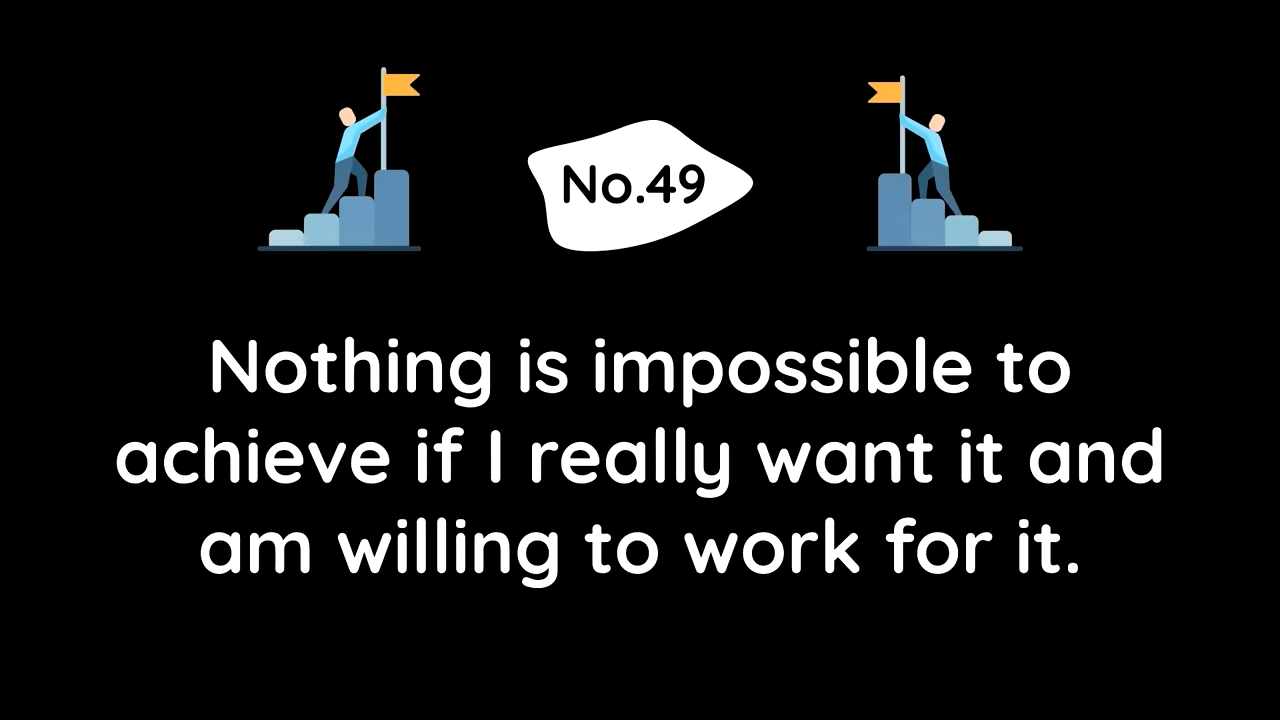 No.49
Nothing is impossible to
achieve if I really want it and
am willing to work for it.